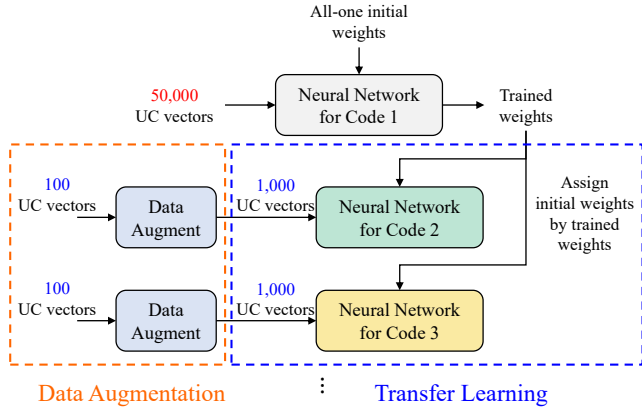 All-one initial
weights
50,000
UC vectors
Neural Network
for Code 1
Trained
weights
100
UC vectors
Data
Augment
1,000
UC vectors
Neural Network
for Code 2
Assign
initial weights
by trained
weights
100
UC vectors
Data
Augment
1,000
UC vectors
Neural Network
for Code 3
Data Augmentation
⋮
Transfer Learning